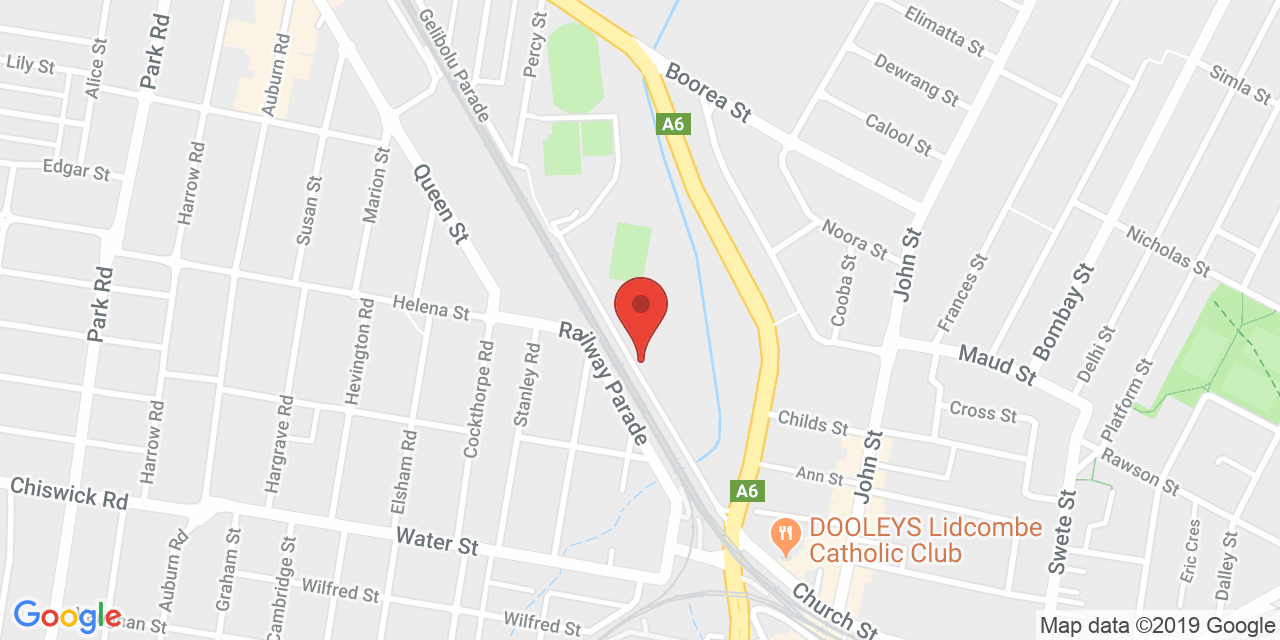 Elimatta St
Park Rd
Gelibolu Parade
Percy St
Lily St
Alice St
Auburn Rd
Boorea St
Dewrang St
Simla St
A6
Calool St
Edgar St
Harrow Rd
Marion St
Susan St
Queen St
Noora St
John St
Nicholas St
Cooba St
Frances St
Bombay St
Park Rd
Helena St
Hevington Rd
Railway Parade
Cockthorpe Rd
Stanley Rd
Maud St
Delhi St
Platform St
Harrow Rd
Hargrave Rd
Childs St
Cross St
Elsham Rd
John St
Rawson St
Ann St
Chiswick Rd
A6
Swete St
DOOLEYS Lidcombe
Catholic Club
Water St
Auburn Rd
Graham St
Cambridge St
Wilfred St
Eric Cres
Dalley St
Church St
Wilfred St
Google
St
Map data ©2019 Google